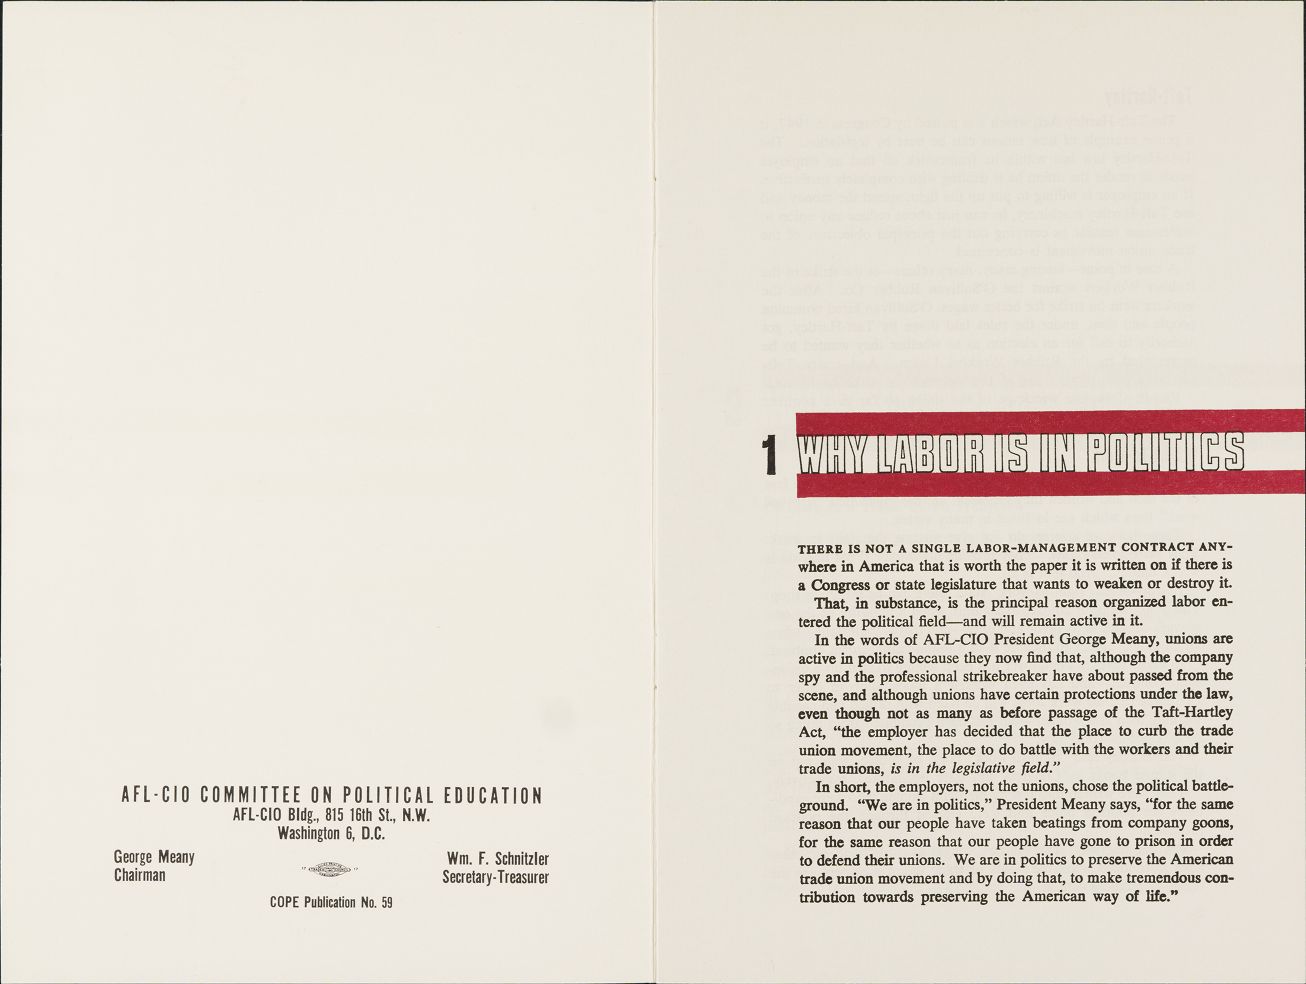 AFL-CIO COMMITTEE ON POLITICAL EDUCATION
AFL-CIO Bldg., 815 16th St., N.W.
Washington 6, D.C.
George Meany
Chairman
Wm. F. Schnitzler
Secretary-Treasurer
COPE Publication No. 59
1 WHY LABOR IS IN POLITICS
THERE IS NOT A SINGLE LABOR-MANAGEMENT CONTRACT ANY-
where in America that is worth the paper it is written on if there is
a Congress or state legislature that wants to weaken or destroy it.
That, in substance, is the principal reason organized labor en-
tered the political field—and will remain active in it.
In the words of AFL-CIO President George Meany, unions are
active in politics because they now find that, although the company
spy and the professional strikebreaker have about passed from the
scene, and although unions have certain protections under the law,
even though not as many as before passage of the Taft-Hartley
Act, “the employer has decided that the place to curb the trade
union movement, the place to do battle with the workers and their
trade unions, is in the legislative field.”
In short, the employers, not the unions, chose the political battle-
ground. “We are in politics,” President Meany says, “for the same
reason that our people have taken beatings from company goons,
for the same reason that our people have gone to prison in order
to defend their unions. We are in politics to preserve the American
trade union movement and by doing that, to make tremendous con-
tribution towards preserving the American way of life.”